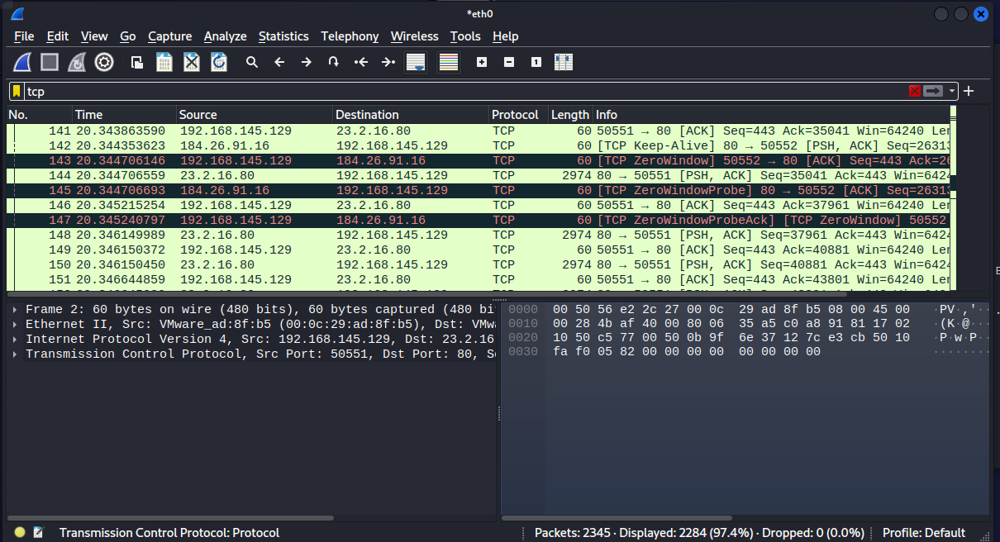 *eth0
File Edit View Go Capture Analyze Statistics Telephony Wireless Tools Help
tcp
No. Time Source Destination Protocol Length Info
141 20.343863590 192.168.145.129 23.2.16.80 TCP 60 50551 → 80 [ACK] Seq=443 Ack=35041 Win=64240 Ler
142 20.344353623 184.26.91.16 192.168.145.129 TCP 60 [TCP Keep-Alive] 80 → 50552 [PSH, ACK] Seq=26313
143 20.344706146 192.168.145.129 184.26.91.16 TCP 60 [TCP ZeroWindow] 50552 → 80 [ACK] Seq=443 Ack=26
144 20.344706559 23.2.16.80 192.168.145.129 TCP 2974 80 → 50551 [PSH, ACK] Seq=35041 Ack=443 Win=6424
145 20.344706693 184.26.91.16 192.168.145.129 TCP 60 [TCP ZeroWindowProbe] 80 → 50552 [ACK] Seq=26313
146 20.345215254 192.168.145.129 23.2.16.80 TCP 60 50551 → 80 [ACK] Seq=443 Ack=37961 Win=64240 Ler
147 20.345240797 192.168.145.129 184.26.91.16 TCP 60 [TCP ZeroWindowProbeAck] [TCP ZeroWindow] 50552
148 20.346149989 23.2.16.80 192.168.145.129 TCP 2974 80 → 50551 [PSH, ACK] Seq=37961 Ack=443 Win=6424
149 20.346150372 192.168.145.129 23.2.16.80 TCP 60 50551 → 80 [ACK] Seq=443 Ack=40881 Win=64240 Ler
150 20.346150450 23.2.16.80 192.168.145.129 TCP 2974 80 → 50551 [PSH, ACK] Seq=40881 Ack=443 Win=6424
151 20.346644859 192.168.145.129 23.2.16.80 TCP 60 50551 → 80 [ACK] Seq=443 Ack=43801 Win=64240 Ler
Frame 2: 60 bytes on wire (480 bits), 60 bytes captured (480 bi
Ethernet II, Src: VMware_ad:8f:b5 (00:0c:29:ad:8f:b5), Dst: VMwa
Internet Protocol Version 4, Src: 192.168.145.129, Dst: 23.2.16
Transmission Control Protocol, Src Port: 50551, Dst Port: 80, Se
0000 00 50 56 e2 2c 27 00 0c 29 ad 8f b5 08 00 45 00 ·PV·,'··
0010 00 28 4b af 40 00 80 06 35 a5 c0 a8 91 81 17 02 ·(K·@···
0020 10 50 c5 77 00 50 0b 9f 6e 37 12 7c e3 cb 50 10 ·P·w·P··
0030 fa f0 05 82 00 00 00 00 00 00 00 00 ········
Transmission Control Protocol: Protocol
Packets: 2345 · Displayed: 2284 (97.4%) · Dropped: 0 (0.0%)
Profile: Default